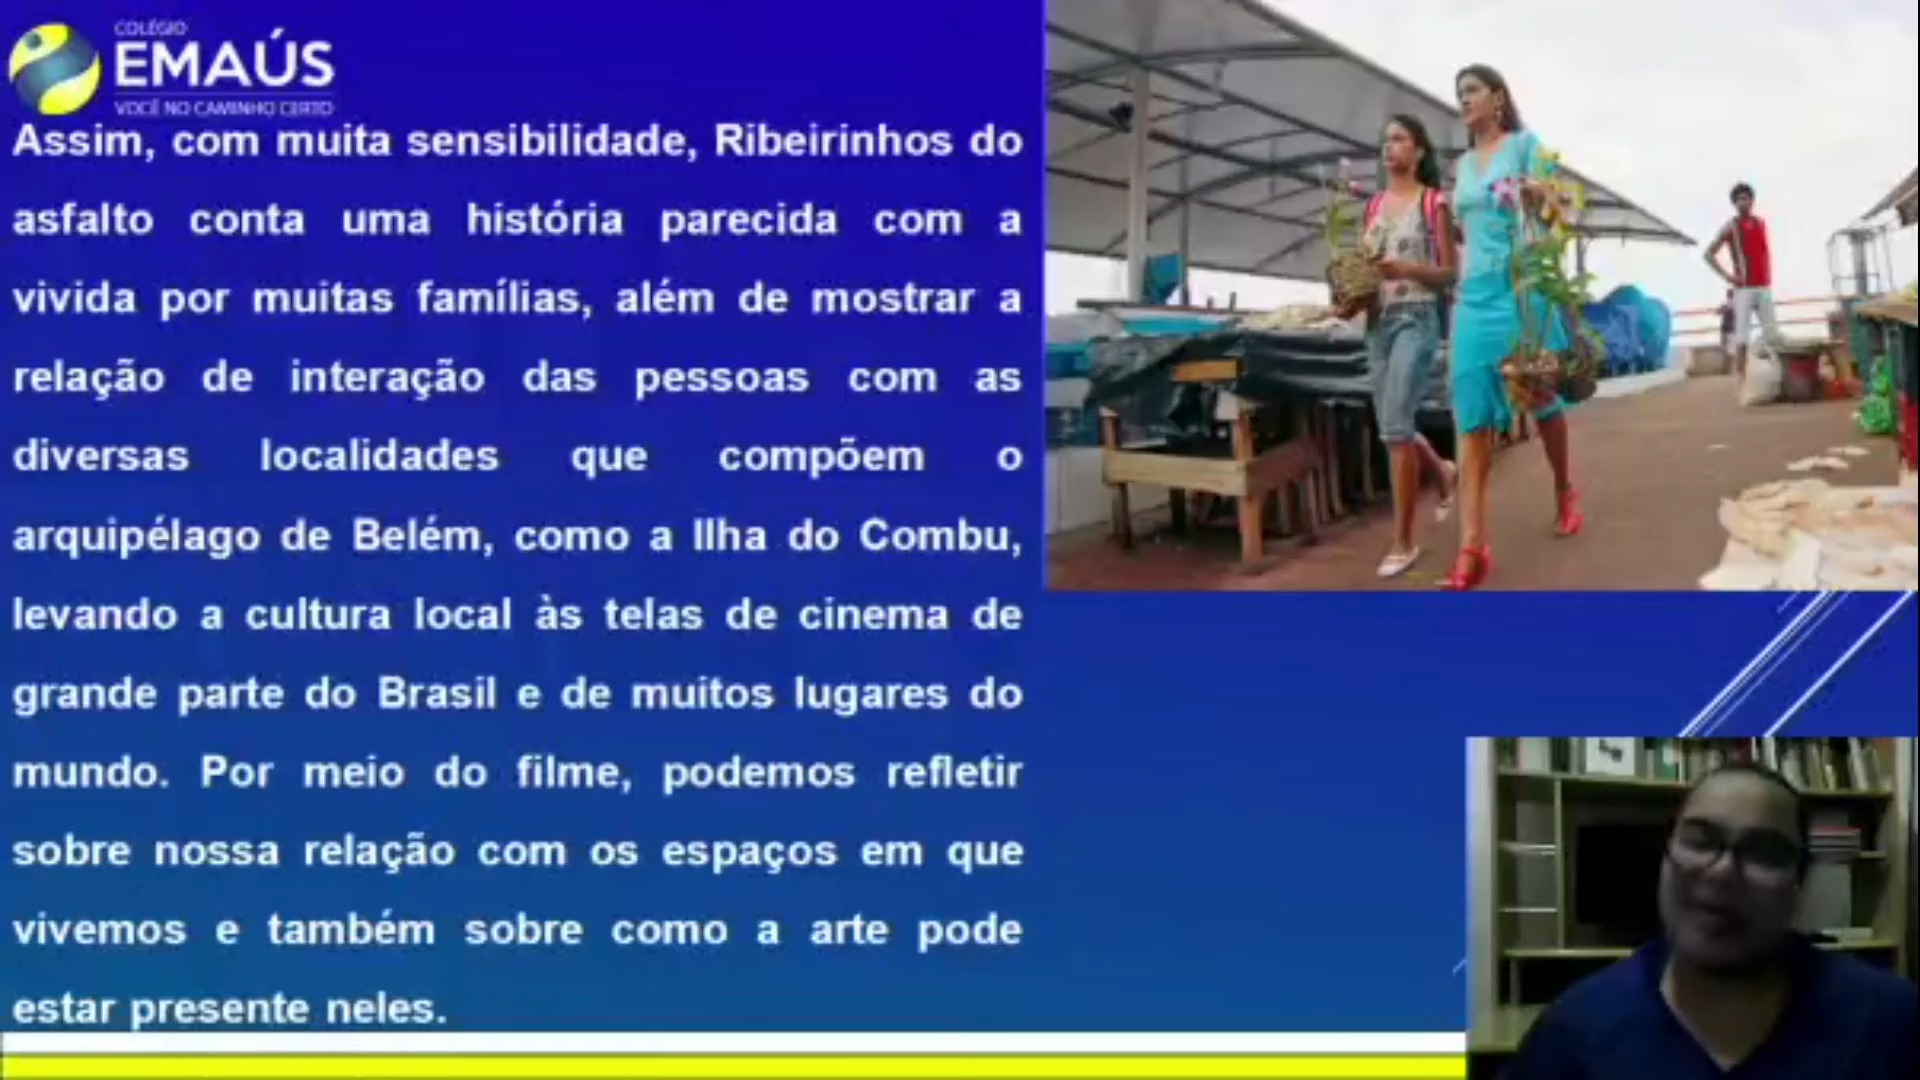 COLÉGIO
EMAÚS
VOCÊ NO CAMINHO CERTO
Assim, com muita sensibilidade, Ribeirinhos do
asfalto conta uma história parecida com a
vivida por muitas famílias, além de mostrar a
relação de interação das pessoas com as
diversas localidades que compõem o
arquipélago de Belém, como a Ilha do Combu,
levando a cultura local às telas de cinema de
grande parte do Brasil e de muitos lugares do
mundo. Por meio do filme, podemos refletir
sobre nossa relação com os espaços em que
vivemos e também sobre como a arte pode
estar presente neles.